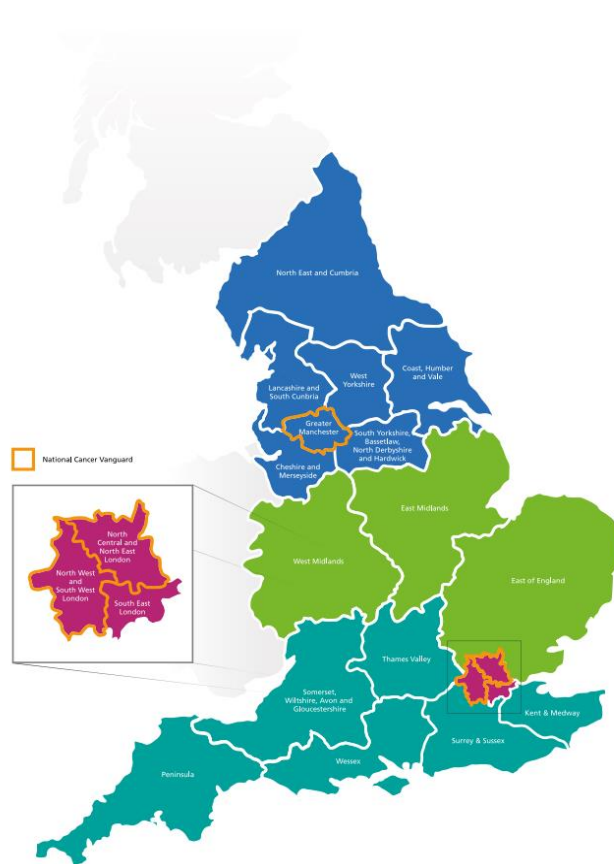 North East and Cumbria
Coast, Humber
and Vale
West
Yorkshire
Lancashire and
South Cunbria
Greater
Manchester
South Yorkshire,
Bassetlaw,
North Derbyshire
and Hardwick
Cheshire and
Merseyside
National Cancer Vanguard
East Midlands
West Midlands
East of England
North
Central and
North East
London
North West
and
South West
London
South East
London
Thames Valley
Somerset,
Wiltshire, Avon and
Gloucestershire
Kent & Medway
Surrey & Sussex
Wessex
Peninsula